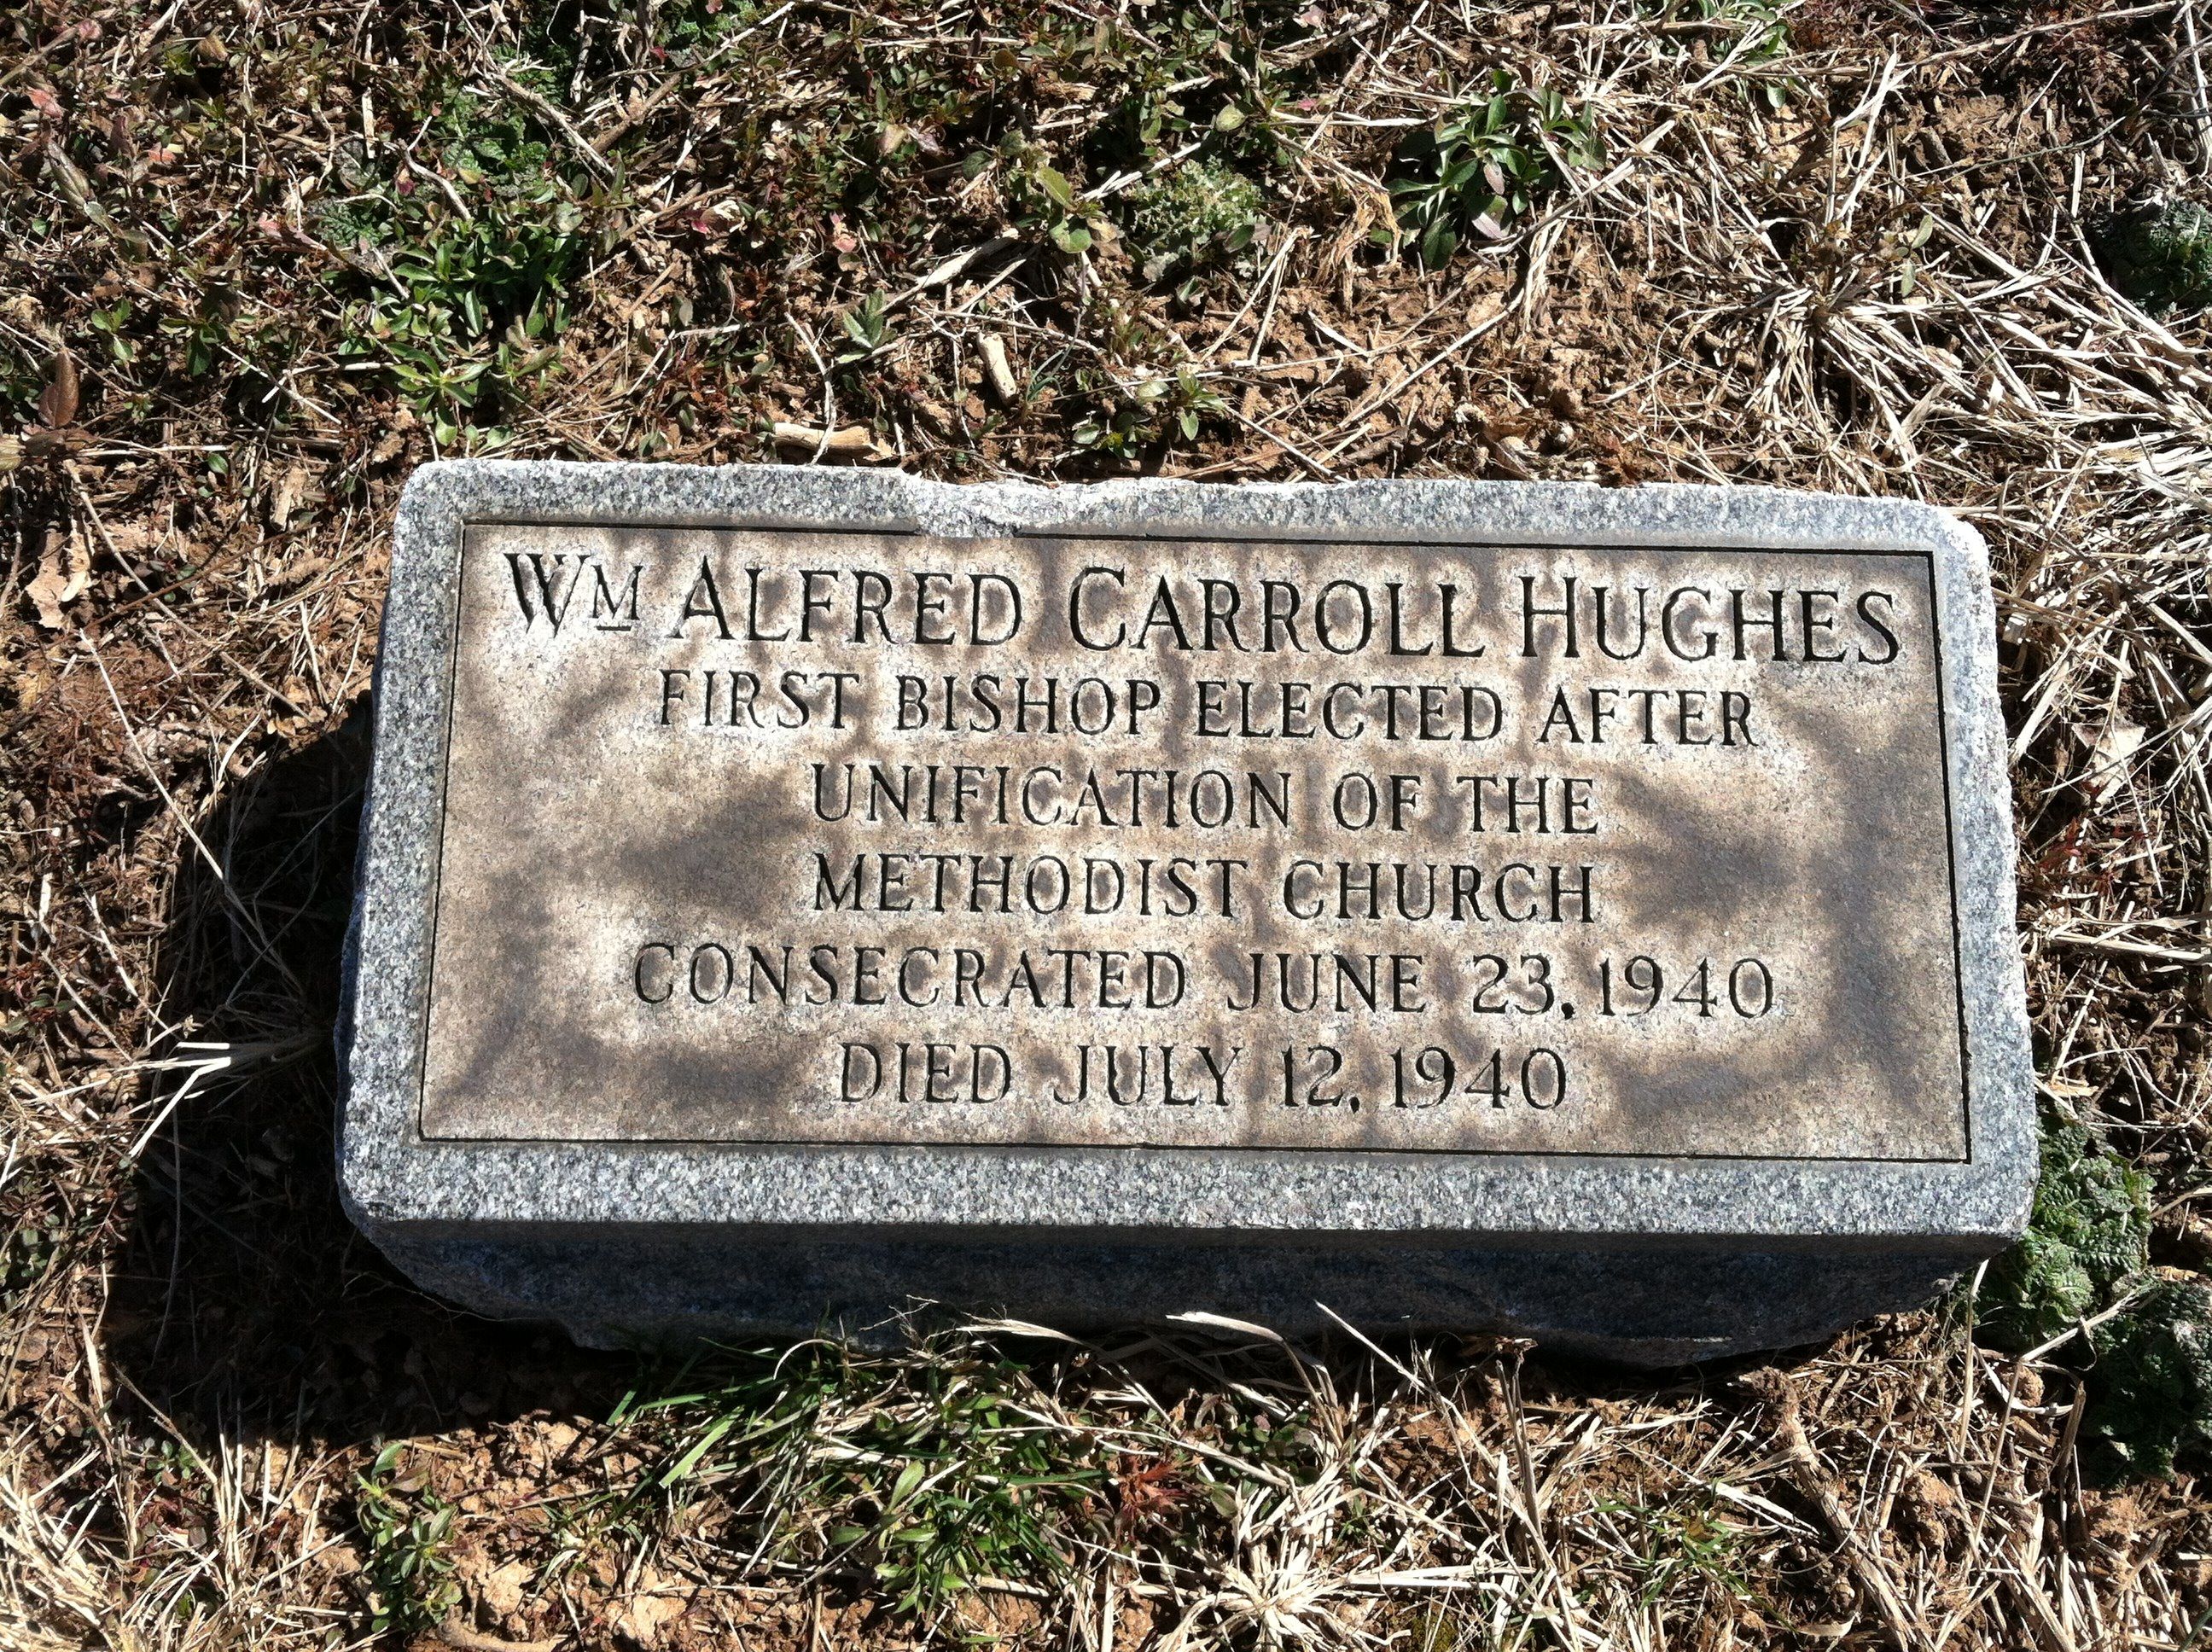 WM ALFRED CARROLL HUGHES
FIRST BISHOP ELECTED AFTER
UNIFICATION OF THE
METHODIST CHURCH
CONSECRATED JUNE 23, 1940
DIED JULY 12, 1940